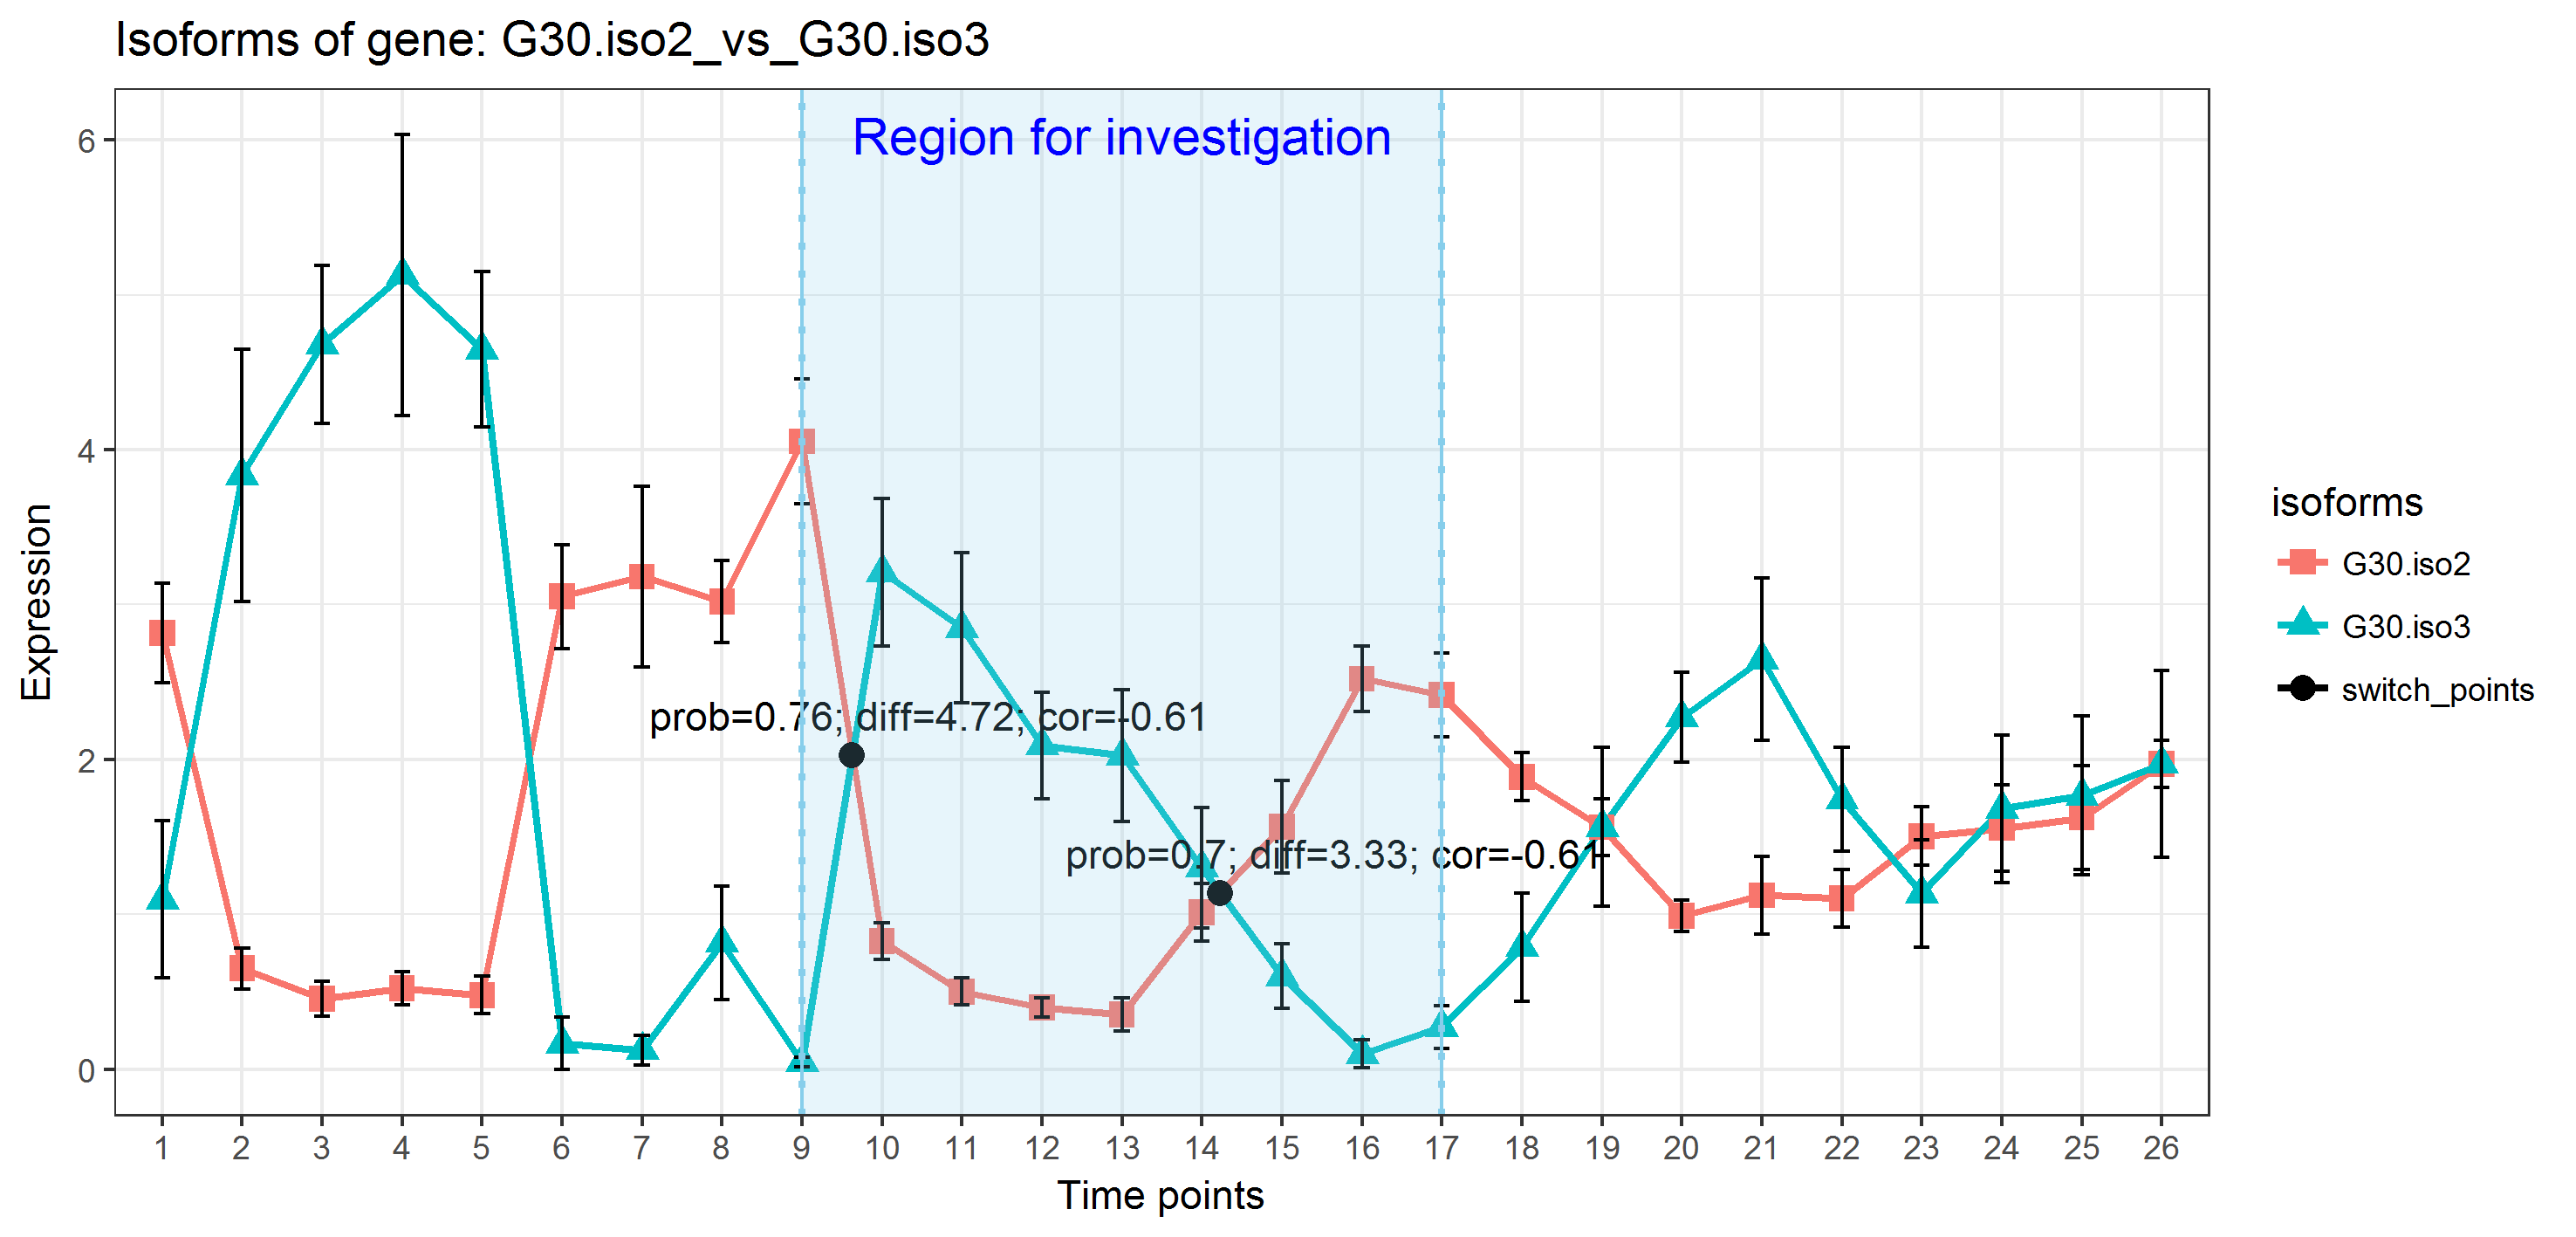 Isoforms of gene: G30.iso2_vs_G30.iso3
Region for investigation
6
4
2
0
Expression
prob=0.76; diff=4.72; cor=-0.61
prob=0.7; diff=3.33; cor=-0.61
isoforms
G30.iso2
G30.iso3
switch_points
1 2 3 4 5 6 7 8 9 10 11 12 13 14 15 16 17 18 19 20 21 22 23 24 25 26
Time points